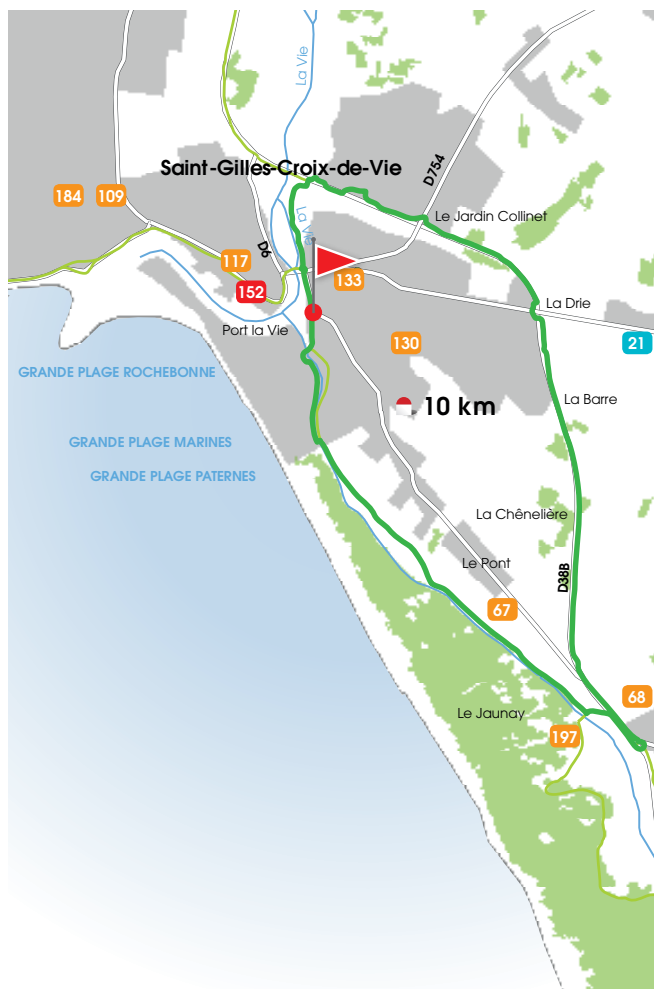 La Vie
Saint-Gilles-Croix-de-Vie
D754
184
109
La Vie
Le Jardin Collinet
D6
117
133
152
La Drie
Port la Vie
130
21
GRANDE PLAGE ROCHEBONNE
La Barre
10 km
GRANDE PLAGE MARINES
GRANDE PLAGE PATERNES
La Chênelière
Le Pont
D38B
67
68
Le Jaunay
197